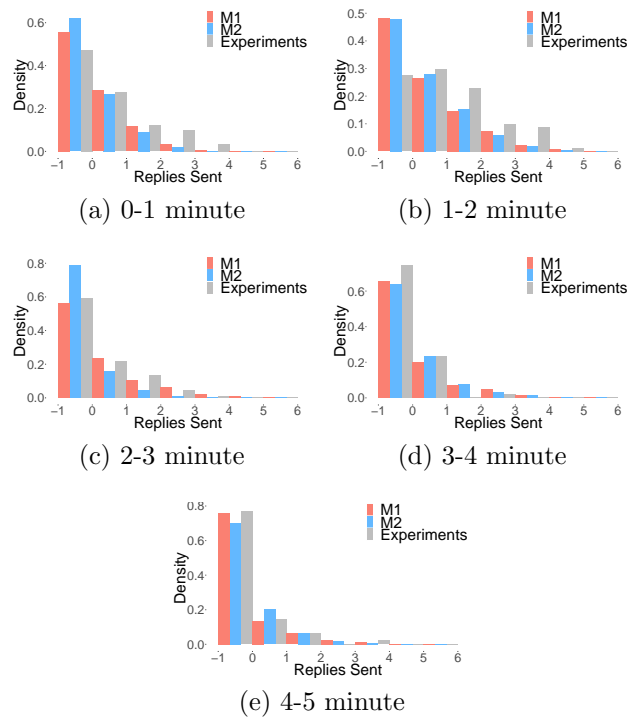 M1
M2
Experiments
Density
0.6
0.4
0.2
0.0
−1 0 1 2 3 4 5 6
Replies Sent
(a) 0-1 minute
M1
M2
Experiments
Density
0.5
0.4
0.3
0.2
0.1
0.0
−1 0 1 2 3 4 5 6
Replies Sent
(b) 1-2 minute
M1
M2
Experiments
Density
0.8
0.6
0.4
0.2
0.0
−1 0 1 2 3 4 5 6
Replies Sent
(c) 2-3 minute
M1
M2
Experiments
Density
0.6
0.4
0.2
0.0
−1 0 1 2 3 4 5 6
Replies Sent
(d) 3-4 minute
M1
M2
Experiments
Density
0.8
0.6
0.4
0.2
0.0
−1 0 1 2 3 4 5 6
Replies Sent
(e) 4-5 minute